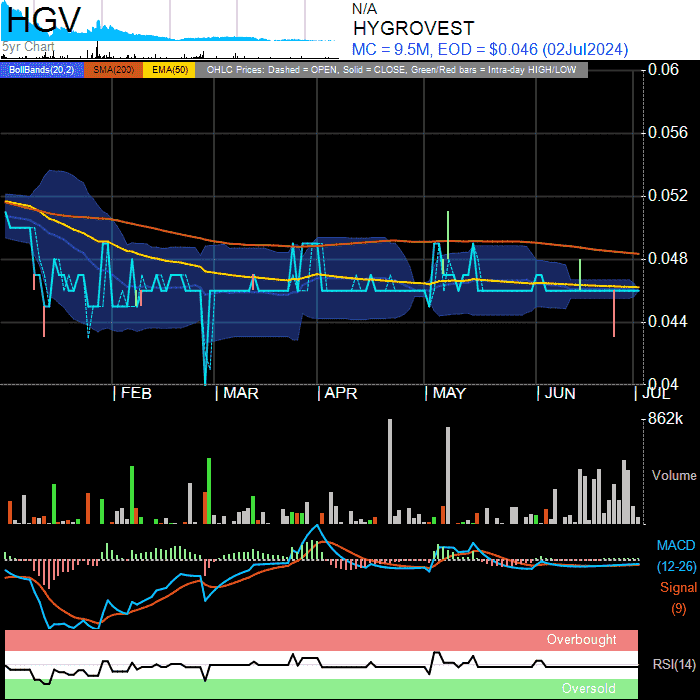 HGV
5yr Chart
N/A
HYGROVEST
MC = 9.5M, EOD = $0.046 (02Jul2024)
BollBands(20,2) SMA(200) EMA(50) OHLC Prices: Dashed = OPEN, Solid = CLOSE, Green/Red bars = Intra-day HIGH/LOW
0.06
0.056
0.052
0.048
0.044
0.04
FEB MAR APR MAY JUN JUL
862k
Volume
MACD
(12-26)
Signal
(9)
Overbought
RSI(14)
Oversold